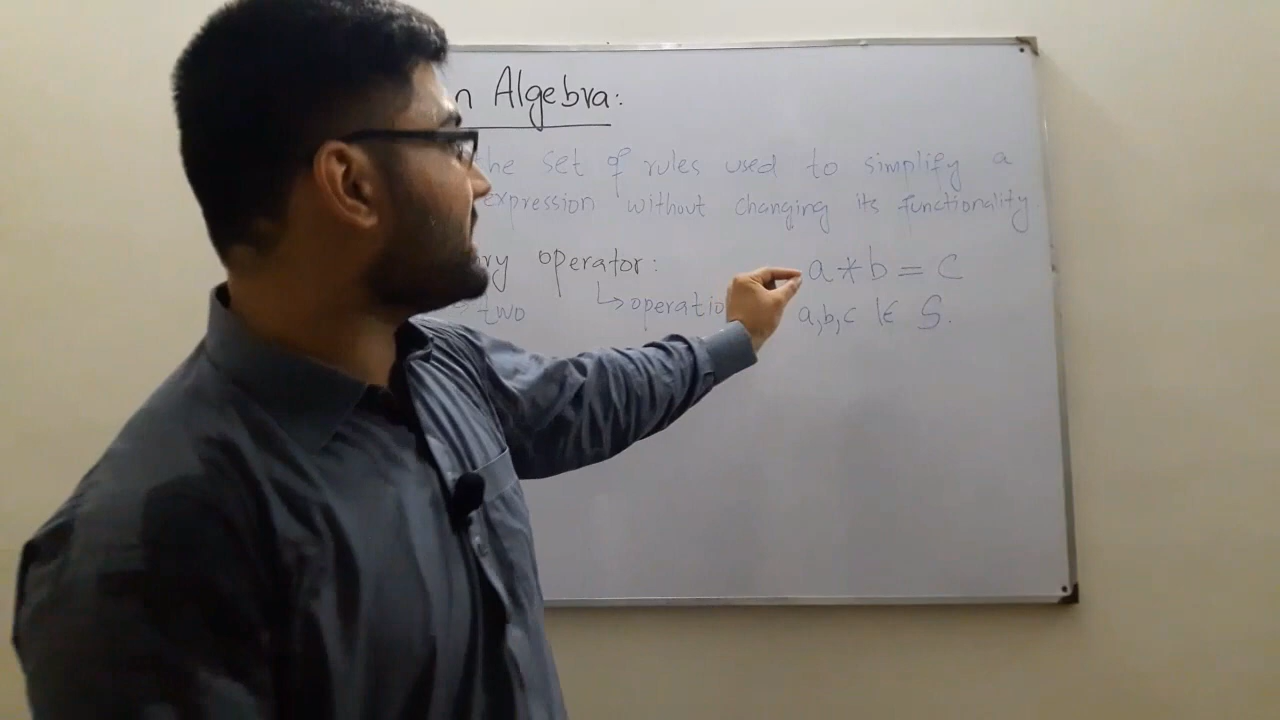 n Algebra:
he set of rules used to simplify a
expression without changing its functionality.
ry operator:
a * b = c
two
↳ operatio
a,b,c ∈ S.